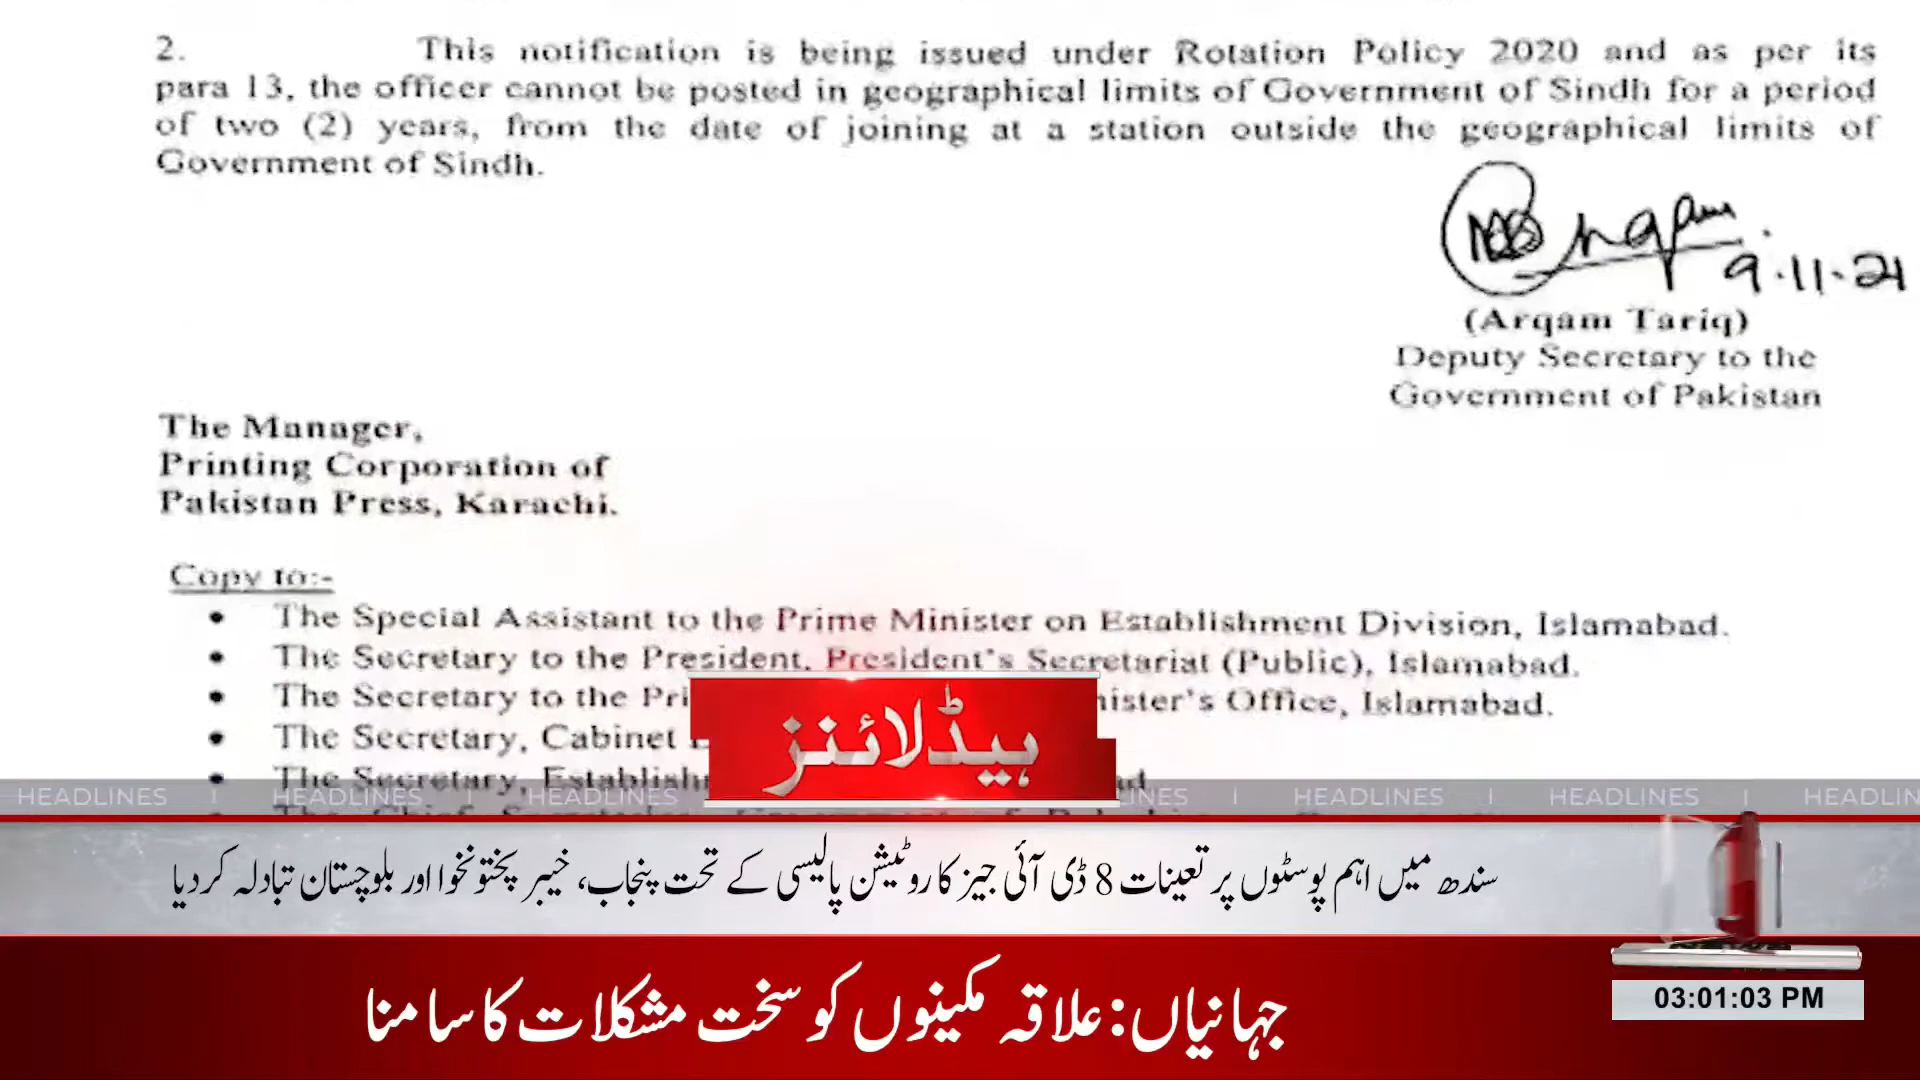 2. This notification is being issued under Rotation Policy 2020 and as per its
para 13, the officer cannot be posted in geographical limits of Government of Sindh for a period
of two (2) years, from the date of joining at a station outside the geographical limits of
Government of Sindh.
9.11.21
(Arqam Tariq)
Deputy Secretary to the
Government of Pakistan
The Manager,
Printing Corporation of
Pakistan Press, Karachi.
Copy to:-
• The Special Assistant to the Prime Minister on Establishment Division, Islamabad.
• The Secretary to the President, President's Secretariat (Public), Islamabad.
• The Secretary to the Pri nister's Office, Islamabad.
• The Secretary, Cabinet
• The Secretary, Establish
ہیڈلائنز
HEADLINES | HEADLINES HEADLINES LINES | HEADLINES | HEADLINES | HEADLIN
سندھ میں اہم پوسٹوں پر تعینات 8 ڈی آئی جیز کا روٹیشن پالیسی کے تحت پنجاب، خیبر پختونخوا اور بلوچستان تبادلہ کردیا
جہانیاں: علاقہ مکینوں کو سخت مشکلات کا سامنا
03:01:03 PM